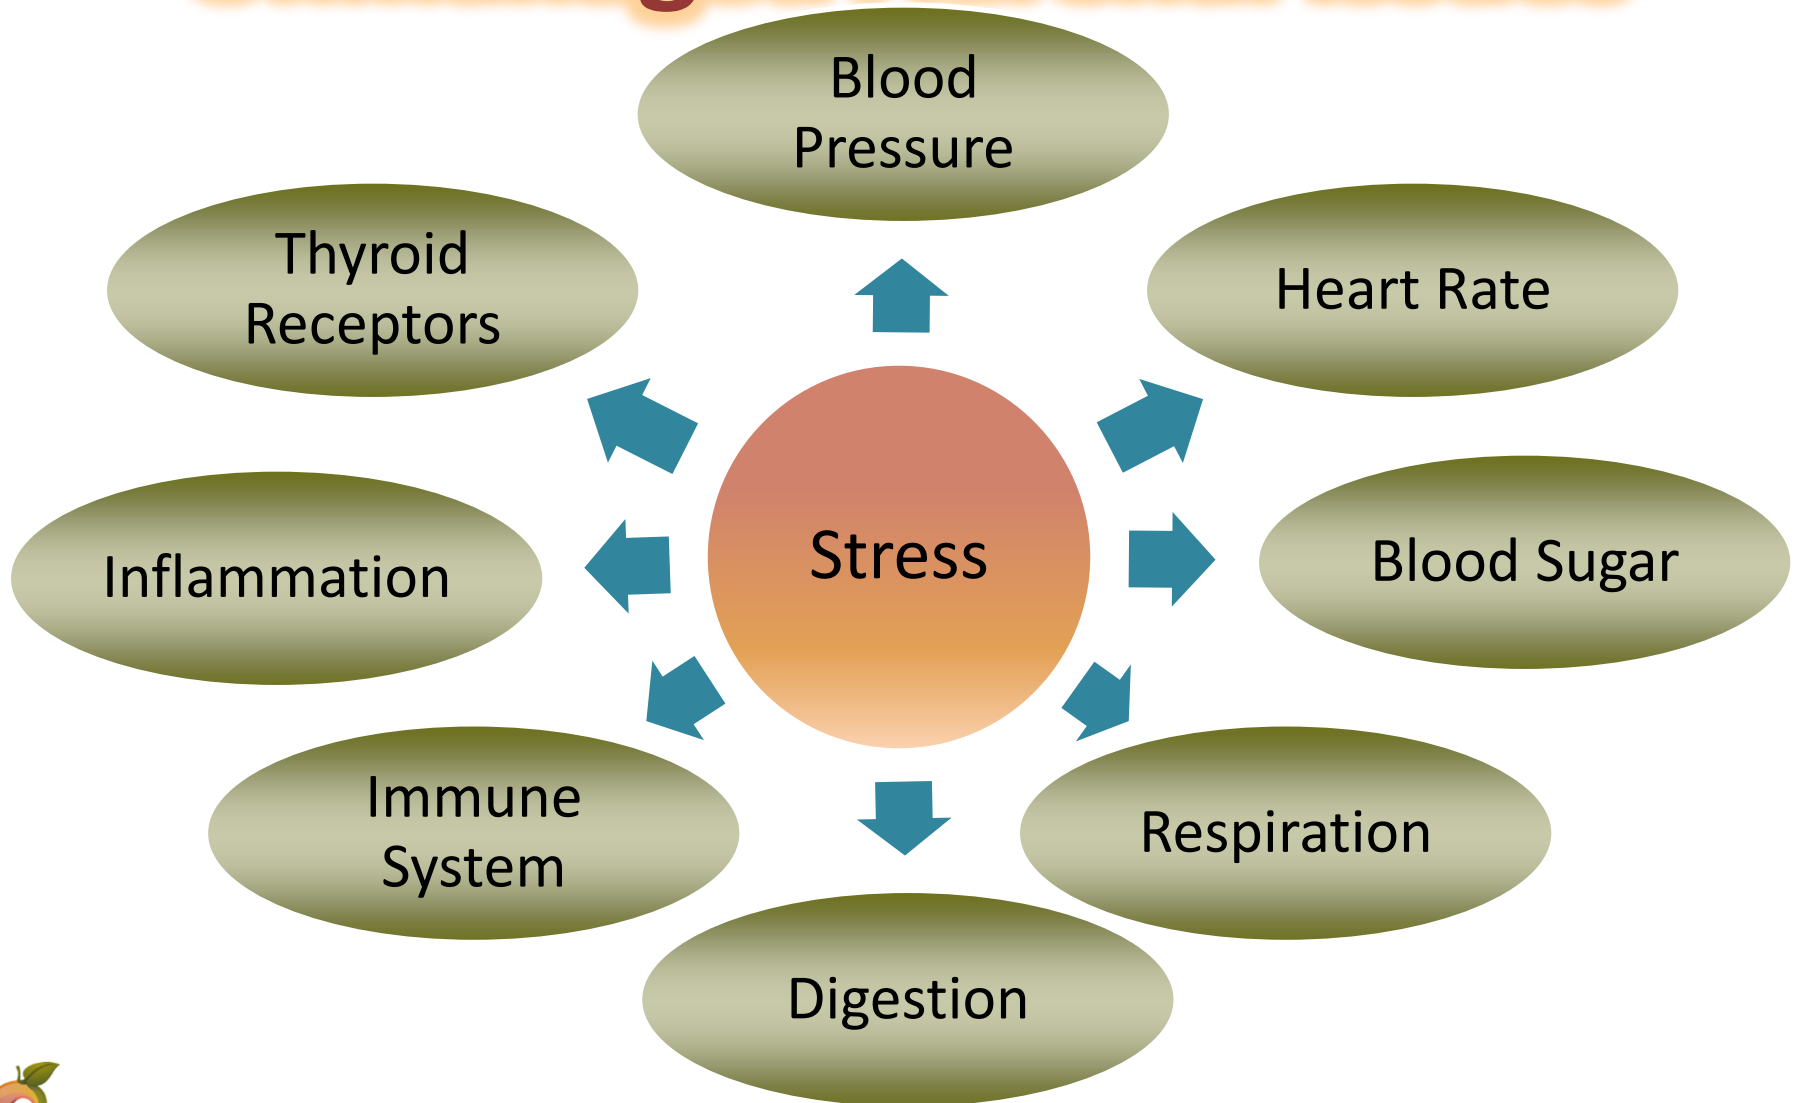 Blood
Pressure
Thyroid
Receptors
Heart Rate
Inflammation
Stress
Blood Sugar
Immune
System
Respiration
Digestion